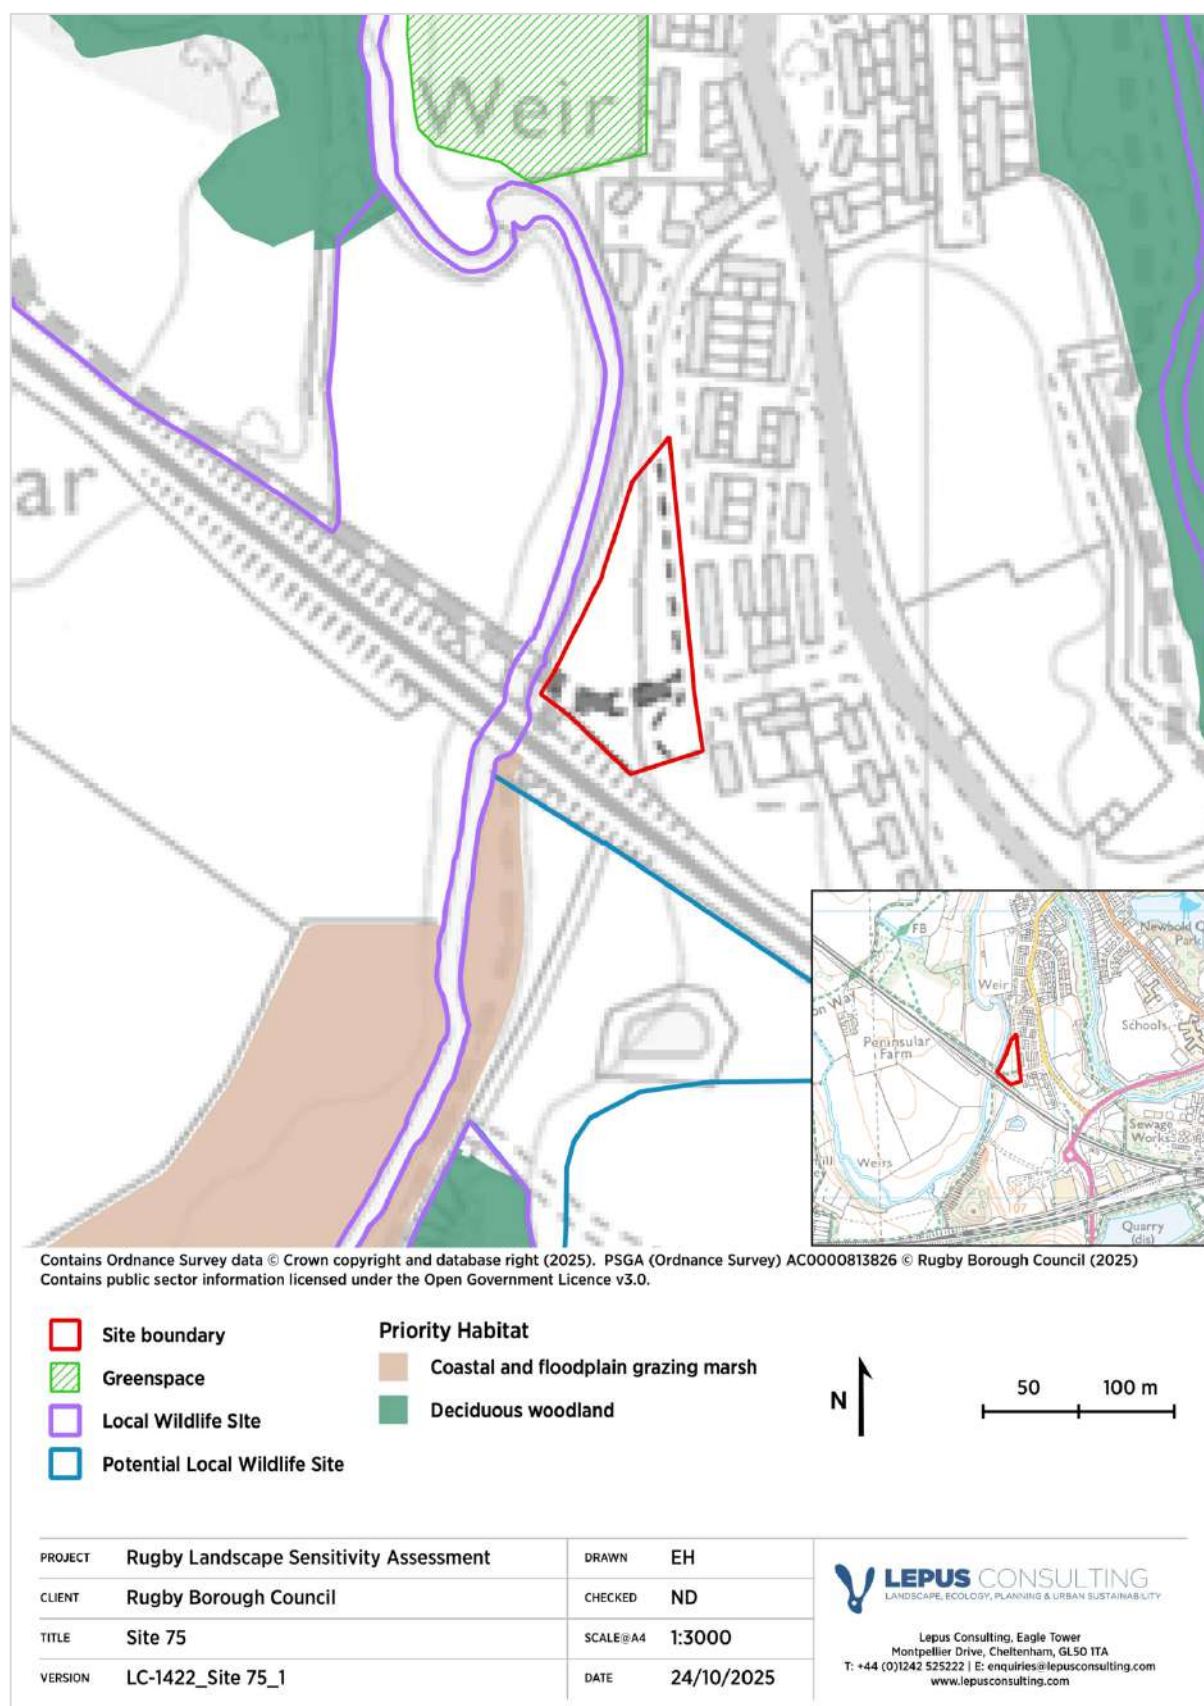 Weir
ar
FB
Newbold
Park
Weir
on Way
Schools
Peninsular
Farm
Sewage
Works
Weirs
107
Quarry
(dis)
Contains Ordnance Survey data © Crown copyright and database right (2025). PSGA (Ordnance Survey) AC0000813826 © Rugby Borough Council (2025)
Contains public sector information licensed under the Open Government Licence v3.0.
Site boundary
Greenspace
Local Wildlife SIte
Potential Local Wildlife Site
Priority Habitat
Coastal and floodplain grazing marsh
Deciduous woodland
N
50 100 m
PROJECT Rugby Landscape Sensitivity Assessment
CLIENT Rugby Borough Council
TITLE Site 75
VERSION LC-1422_Site 75_1
DRAWN EH
CHECKED ND
SCALE@A4 1:3000
DATE 24/10/2025
LEPUS CONSULTING
LANDSCAPE, ECOLOGY, PLANNING & URBAN SUSTAINABILITY
Lepus Consulting, Eagle Tower
Montpellier Drive, Cheltenham, GL50 1TA
T: +44 (0)1242 525222 | E: enquiries@lepusconsulting.com
www.lepusconsulting.com